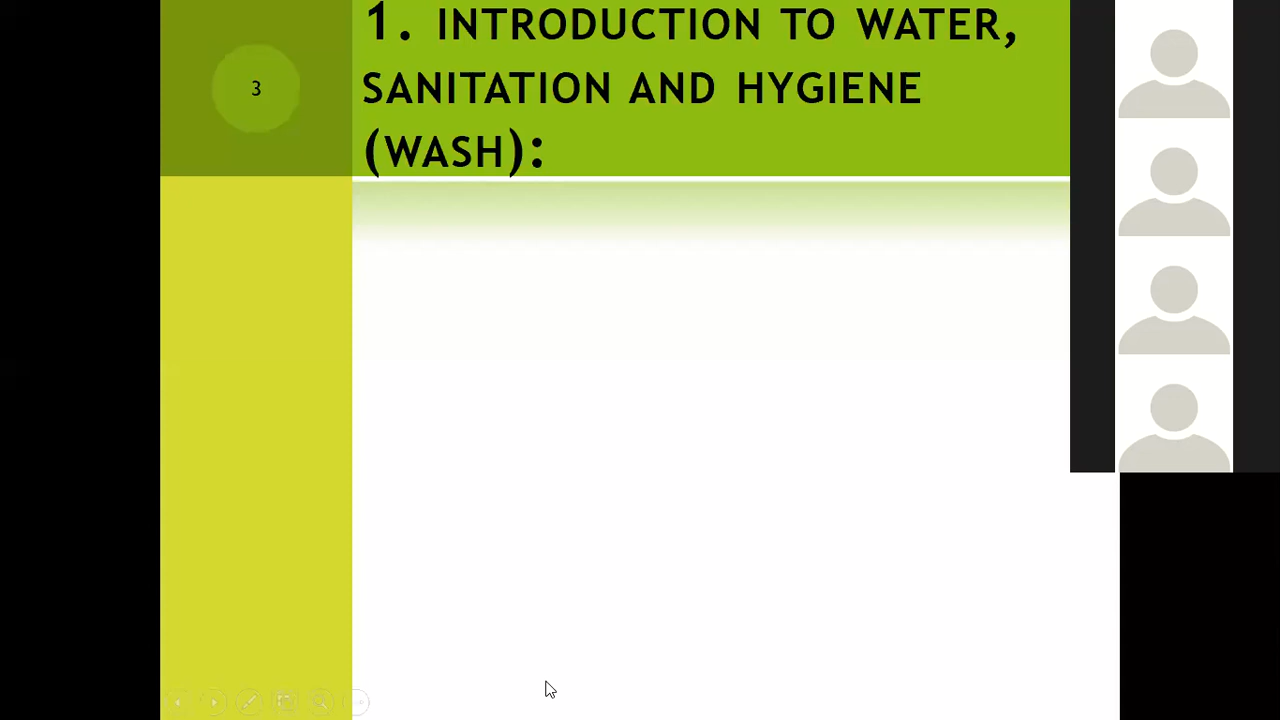 3
1. INTRODUCTION TO WATER,
SANITATION AND HYGIENE
(WASH):